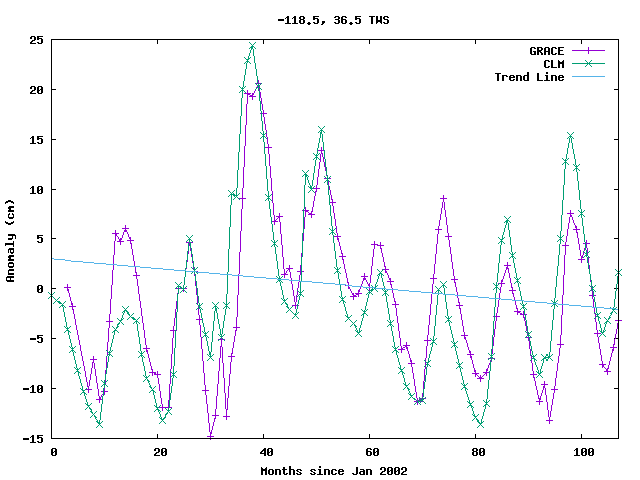 -118.5, 36.5 TWS
GRACE
CLM
Trend Line
25
20
15
10
5
0
-5
-10
-15
Anomaly (cm)
0 20 40 60 80 100
Months since Jan 2002